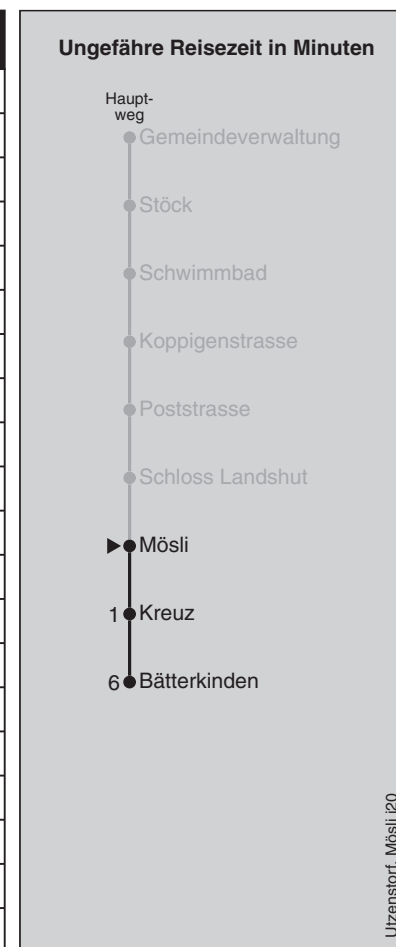 Ungefähre Reisezeit in Minuten
Haupt-
weg
Gemeindeverwaltung
Stöck
Schwimmbad
Koppigenstrasse
Poststrasse
Schloss Landshut
Mösli
1 Kreuz
6 Bätterkinden
Utzenstorf, Mösli i20